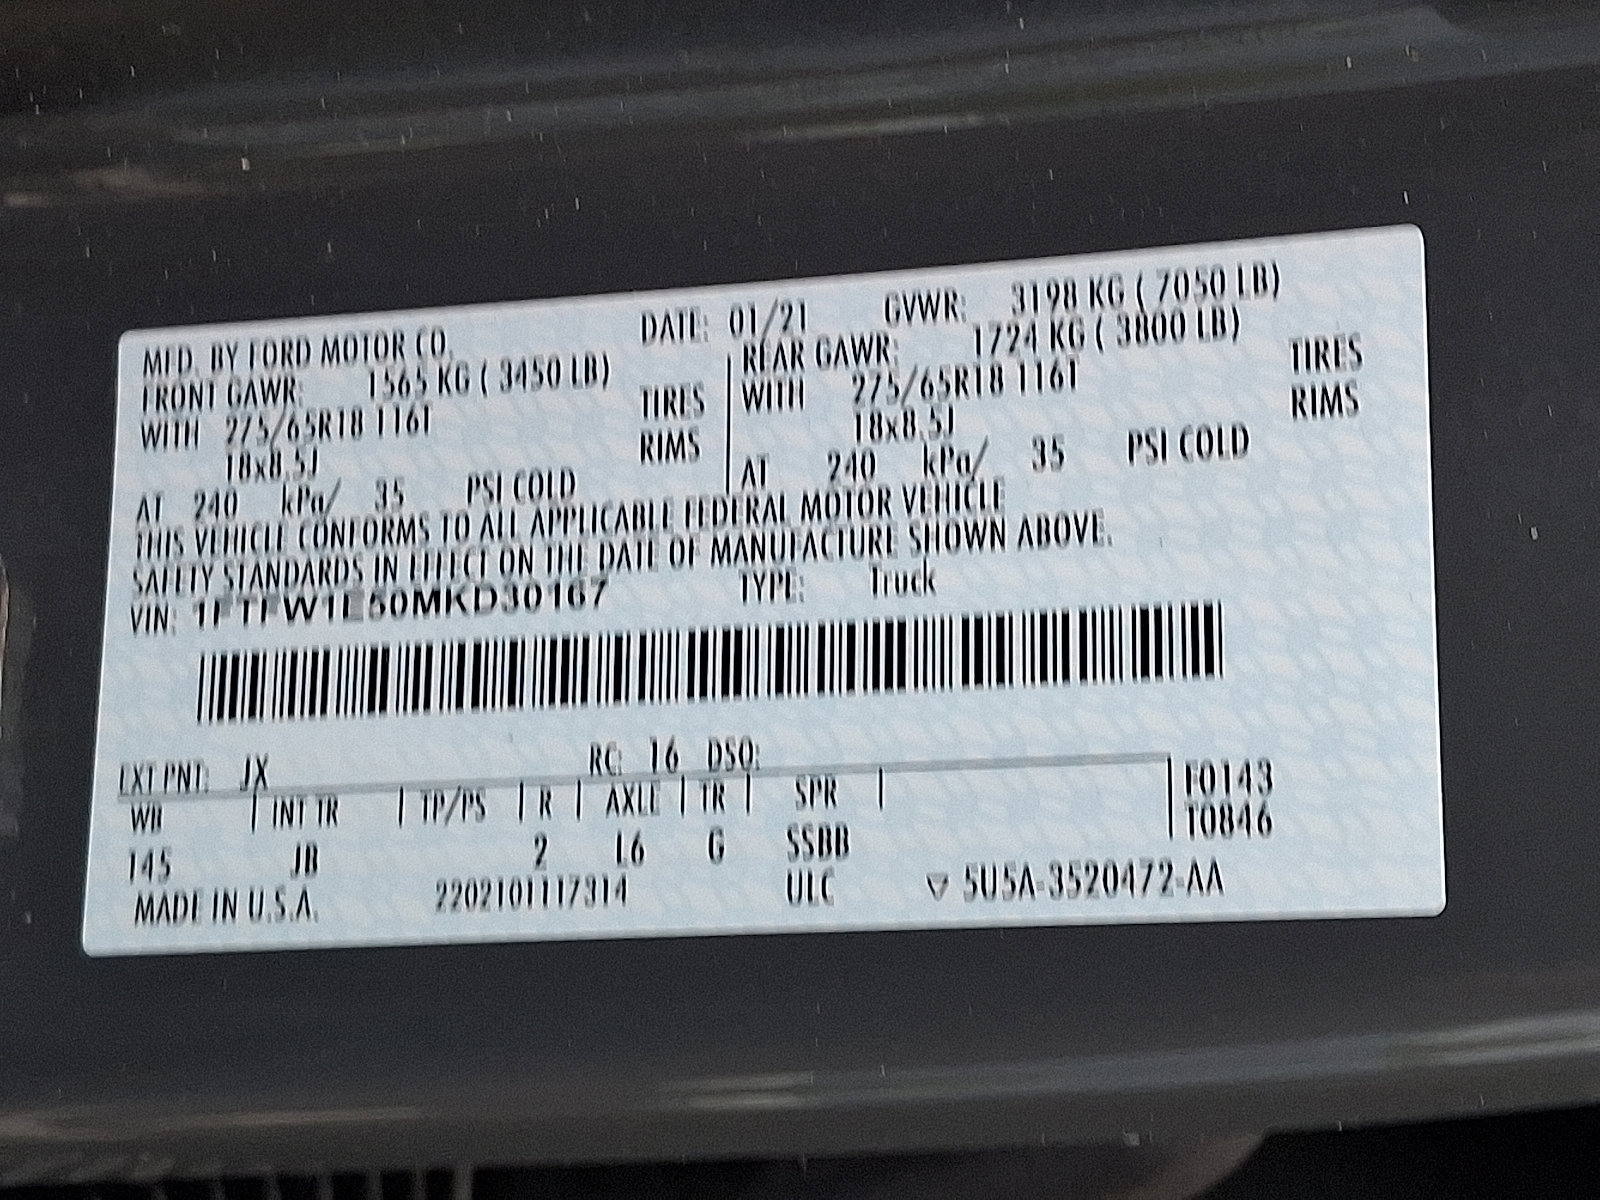 MFD. BY FORD MOTOR CO. DATE: 01/21 GVWR: 3198 KG ( 7050 LB)
FRONT GAWR: 1565 KG ( 3450 LB) REAR GAWR: 1724 KG ( 3800 LB)
WITH 275/65R18 116T TIRES WITH 275/65R18 116T TIRES
18x8.5J RIMS 18x8.5J RIMS
AT 240 kPa/ 35 PSI COLD AT 240 kPa/ 35 PSI COLD
THIS VEHICLE CONFORMS TO ALL APPLICABLE FEDERAL MOTOR VEHICLE
SAFETY STANDARDS IN EFFECT ON THE DATE OF MANUFACTURE SHOWN ABOVE.
VIN: 1FTFW1E50MKD30167 TYPE: Truck
EXT PNT: JX RC: 16 DSO:
WB INT TR TP/PS R AXLE TR SPR F0143
T0846
145 JB 2 L6 G SSBB
MADE IN U.S.A. 2202101117314 ULC ▽ 5U5A-3520472-AA